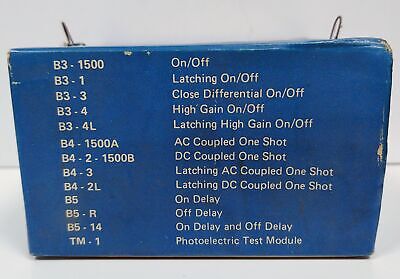 B3 - 1500 On/Off
B3 - 1 Latching On/Off
B3 - 3 Close Differential On/Off
B3 - 4 High Gain On/Off
B3 - 4L Latching High Gain On/Off
B4 - 1500A AC Coupled One Shot
B4 - 2 - 1500B DC Coupled One Shot
B4 - 3 Latching AC Coupled One Shot
B4 - 2L Latching DC Coupled One Shot
B5 On Delay
B5 - R Off Delay
B5 - 14 On Delay and Off Delay
TM - 1 Photoelectric Test Module